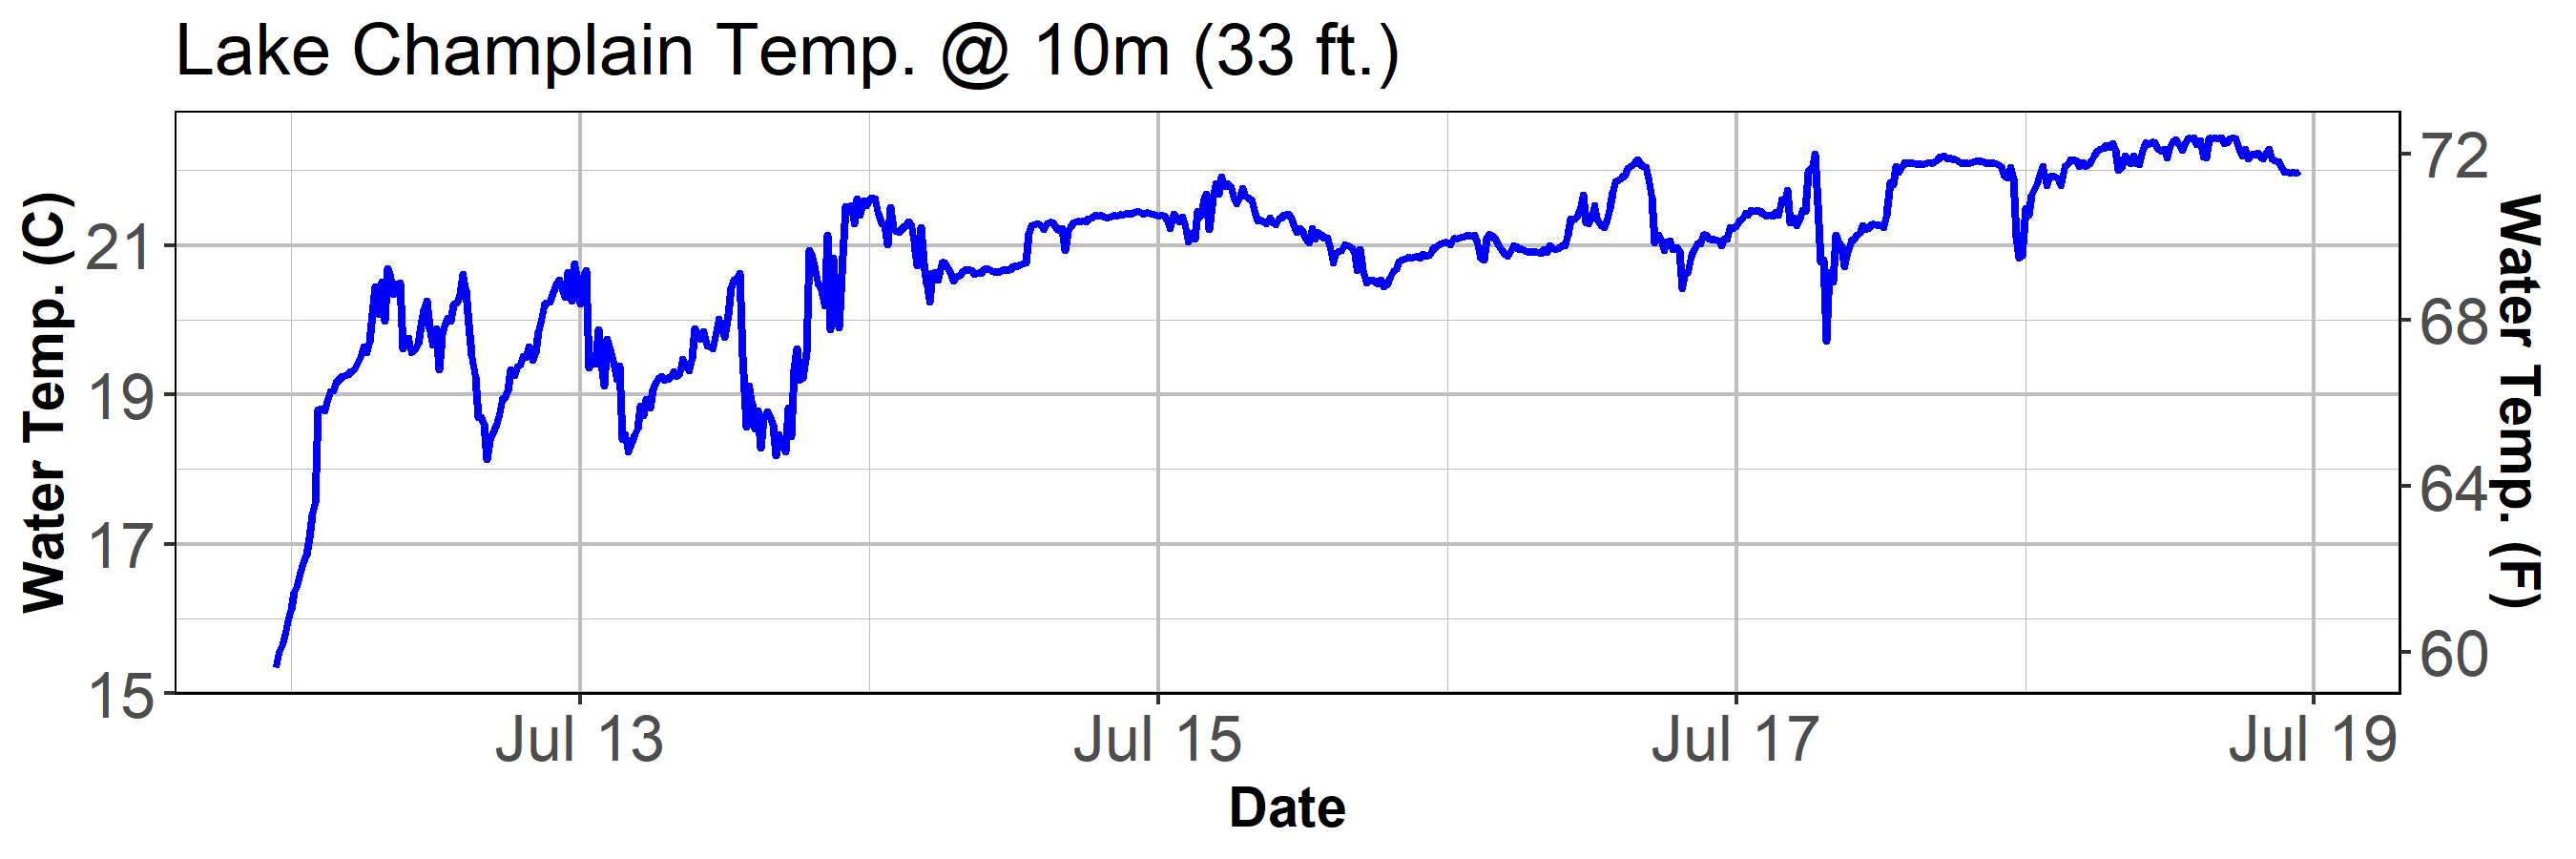 Lake Champlain Temp. @ 10m (33 ft.)
Water Temp. (C)
21
19
17
15
72
68
64
60
Water Temp. (F)
Jul 13 Jul 15 Jul 17 Jul 19
Date